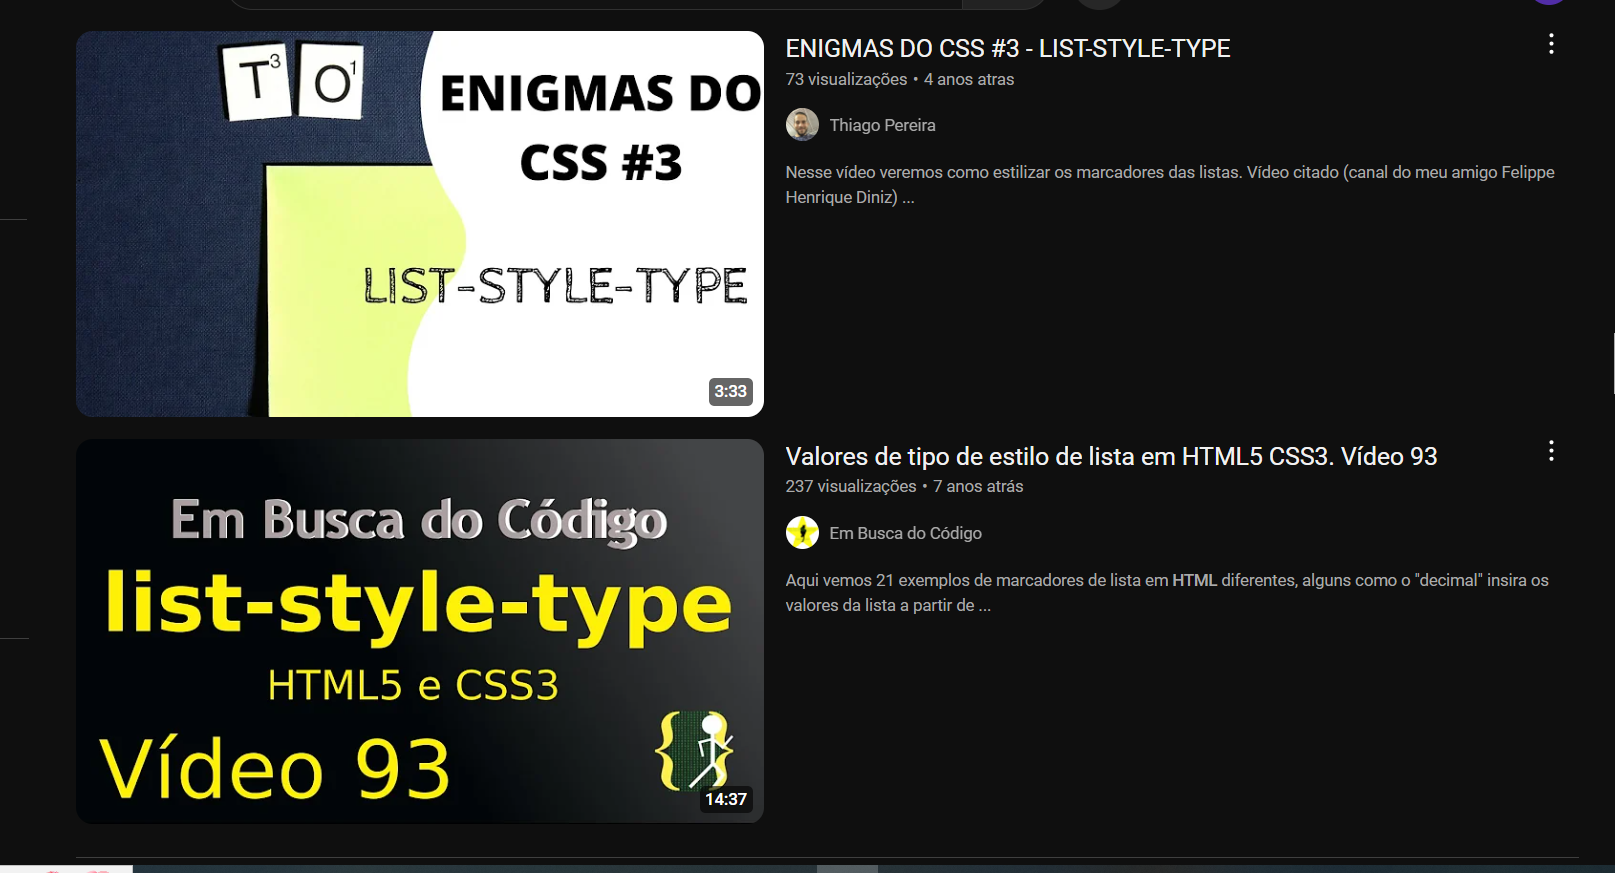 T3 O1
ENIGMAS DO
CSS #3
LIST-STYLE-TYPE
3:33
ENIGMAS DO CSS #3 - LIST-STYLE-TYPE
73 visualizações • 4 anos atras
Thiago Pereira
Nesse vídeo veremos como estilizar os marcadores das listas. Vídeo citado (canal do meu amigo Felippe
Henrique Diniz) ...
Em Busca do Código
list-style-type
HTML5 e CSS3
Vídeo 93
14:37
Valores de tipo de estilo de lista em HTML5 CSS3. Vídeo 93
237 visualizações • 7 anos atrás
Em Busca do Código
Aqui vemos 21 exemplos de marcadores de lista em HTML diferentes, alguns como o "decimal" insira os
valores da lista a partir de ...